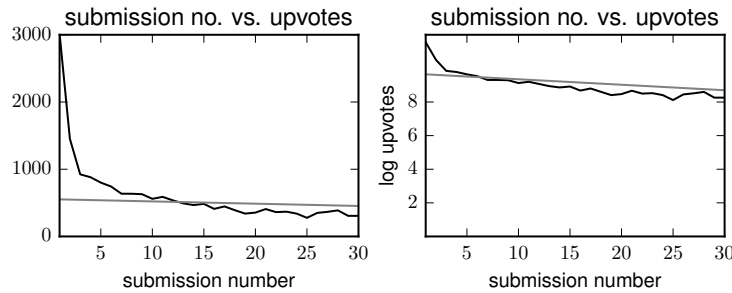 submission no. vs. upvotes
3000
2000
1000
0
5 10 15 20 25 30
submission number
submission no. vs. upvotes
log upvotes
8
6
4
2
5 10 15 20 25 30
submission number